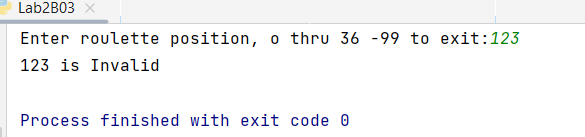 Lab2B03
Enter roulette position, o thru 36 -99 to exit:123
123 is Invalid
Process finished with exit code 0